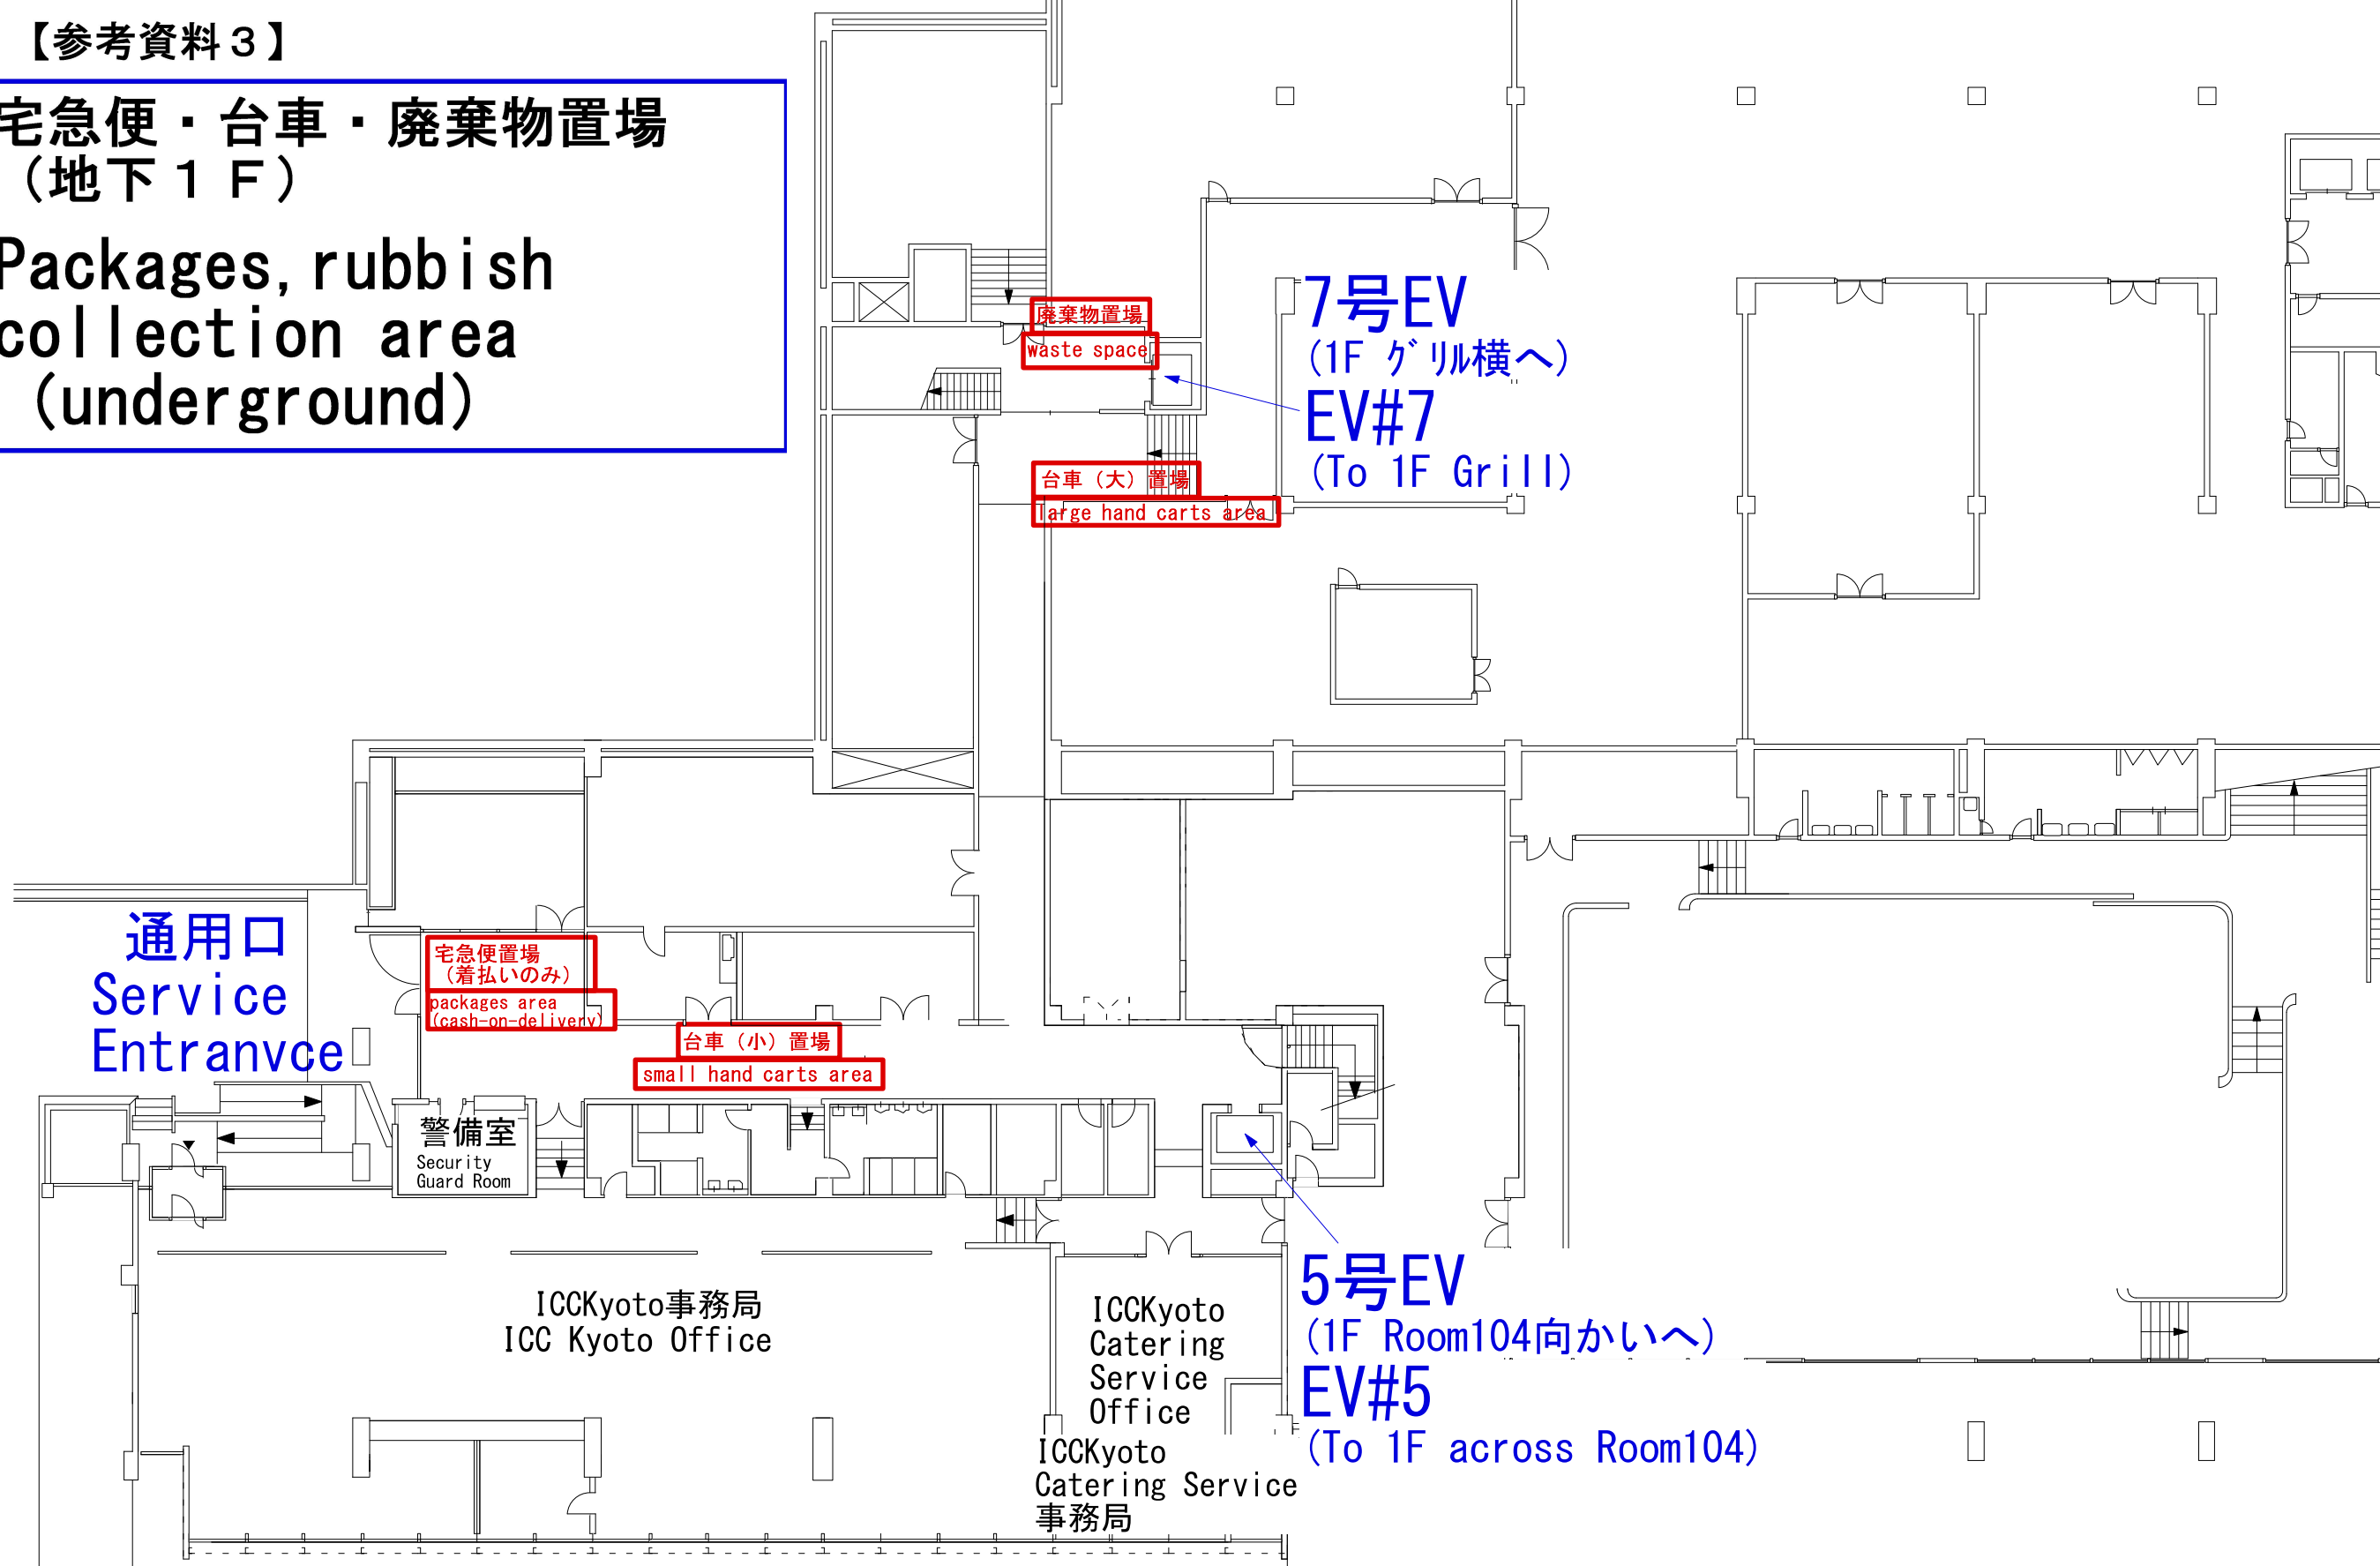 【参考資料３】
宅急便・台車・廃棄物置場
（地下１Ｆ）
Packages,rubbish
collection area
(underground)
廃棄物置場
waste space
7号EV
(1F ｸﾞﾘﾙ横へ)
EV#7
(To 1F Grill)
台車（大）置場
large hand carts area
通用口
Service
Entranvce
宅急便置場
（着払いのみ）
packages area
(cash-on-delivery)
台車（小）置場
small hand carts area
警備室
Security
Guard Room
5号EV
(1F Room104向かいへ)
EV#5
(To 1F across Room104)
ICCKyoto事務局
ICC Kyoto Office
ICCKyoto
Catering
Service
Office
ICCKyoto
Catering Service
事務局